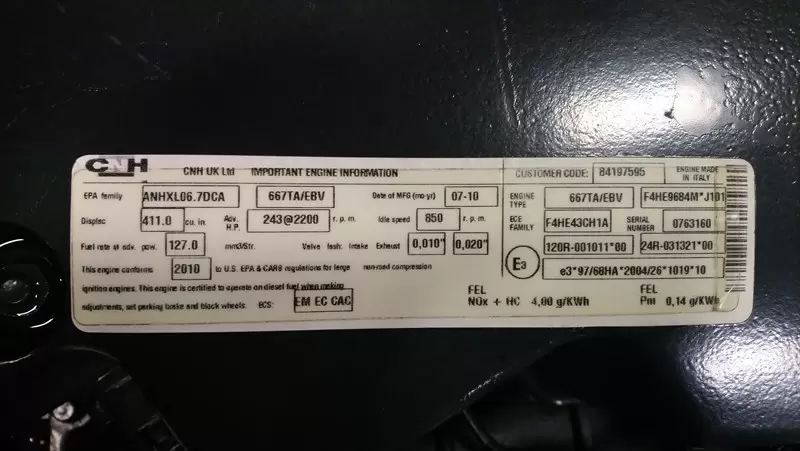 CNH CNH UK Ltd IMPORTANT ENGINE INFORMATION CUSTOMER CODE: 84197595 ENGINE MADE IN ITALY
EPA family ANHXL06.7DCA 667TA/EBV Date of MFG (mo-yr) 07-10 ENGINE TYPE 667TA/EBV F4HE9684M*J101
Displac 411.0 cu. in. Adv. H.P. 243@2200 r. p. m. Idle speed 850 r. p. m. ECE FAMILY F4HE43CH1A SERIAL NUMBER 0763160
Fuel rate at adv. pow. 127.0 mm3/Str. Valve lash: Intake Exhaust 0,010" 0,020" 120R-001011*00 24R-031321*00
This engine conforms 2010 to U.S. EPA & CARB regulations for large non-road compression E3 e3*97/68HA*2004/26*1019*10
ignition engines. This engine is certified to operate on diesel fuel when making FEL FEL
adjustments, set parking brake and block wheels. ECS: EM EC CAC NOx + HC 4,00 g/KWh Pm 0,14 g/KWh